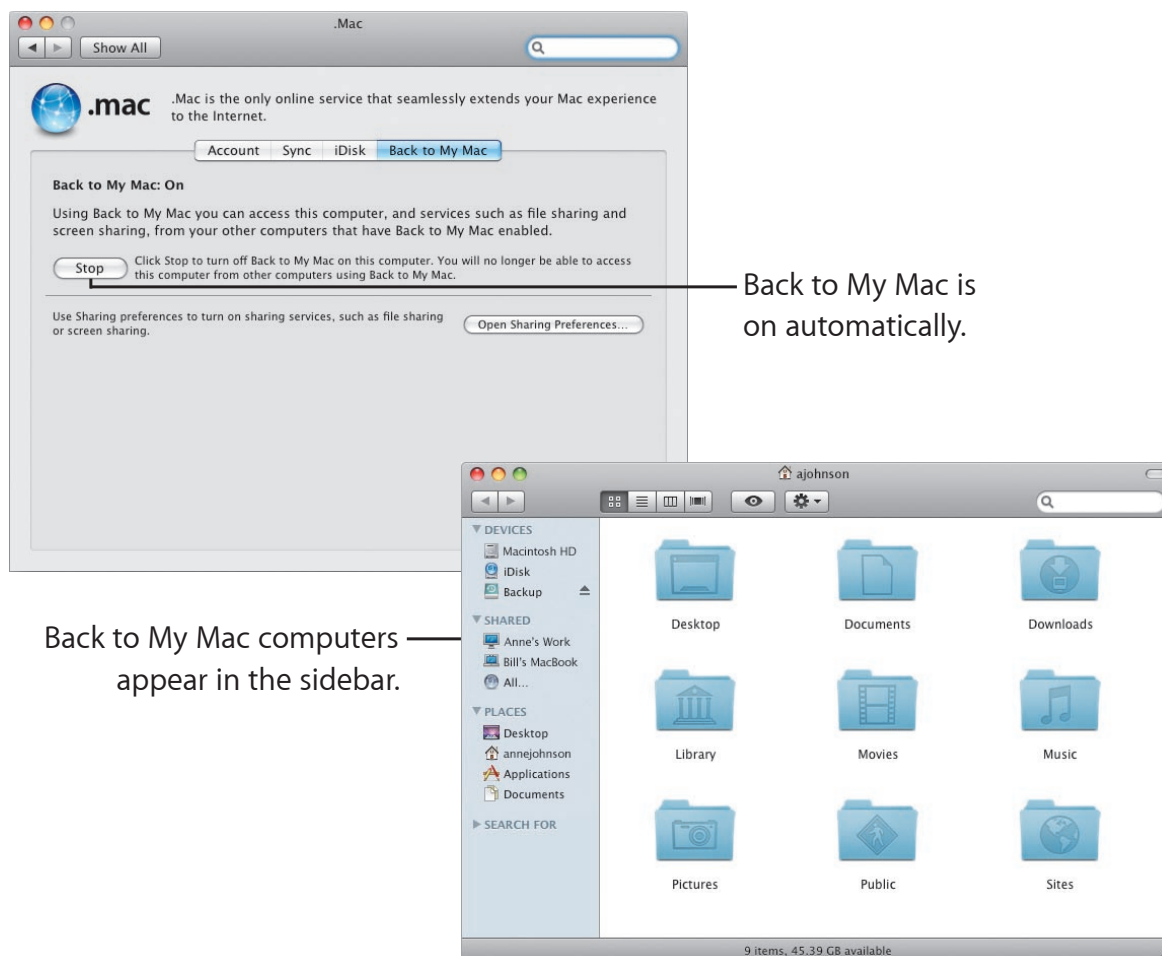 .Mac
Show All
.mac
.Mac is the only online service that seamlessly extends your Mac experience
to the Internet.
Account Sync iDisk Back to My Mac
Back to My Mac: On
Using Back to My Mac you can access this computer, and services such as file sharing and
screen sharing, from your other computers that have Back to My Mac enabled.
Stop
Click Stop to turn off Back to My Mac on this computer. You will no longer be able to access
this computer from other computers using Back to My Mac.
Use Sharing preferences to turn on sharing services, such as file sharing
or screen sharing.
Open Sharing Preferences...
Back to My Mac is
on automatically.
Back to My Mac computers
appear in the sidebar.
ajohnson
DEVICES
Macintosh HD
iDisk
Backup
SHARED
Anne's Work
Bill's MacBook
All...
PLACES
Desktop
annejohnson
Applications
Documents
SEARCH FOR
Desktop Documents Downloads
Library Movies Music
Pictures Public Sites
9 items, 45.39 GB available